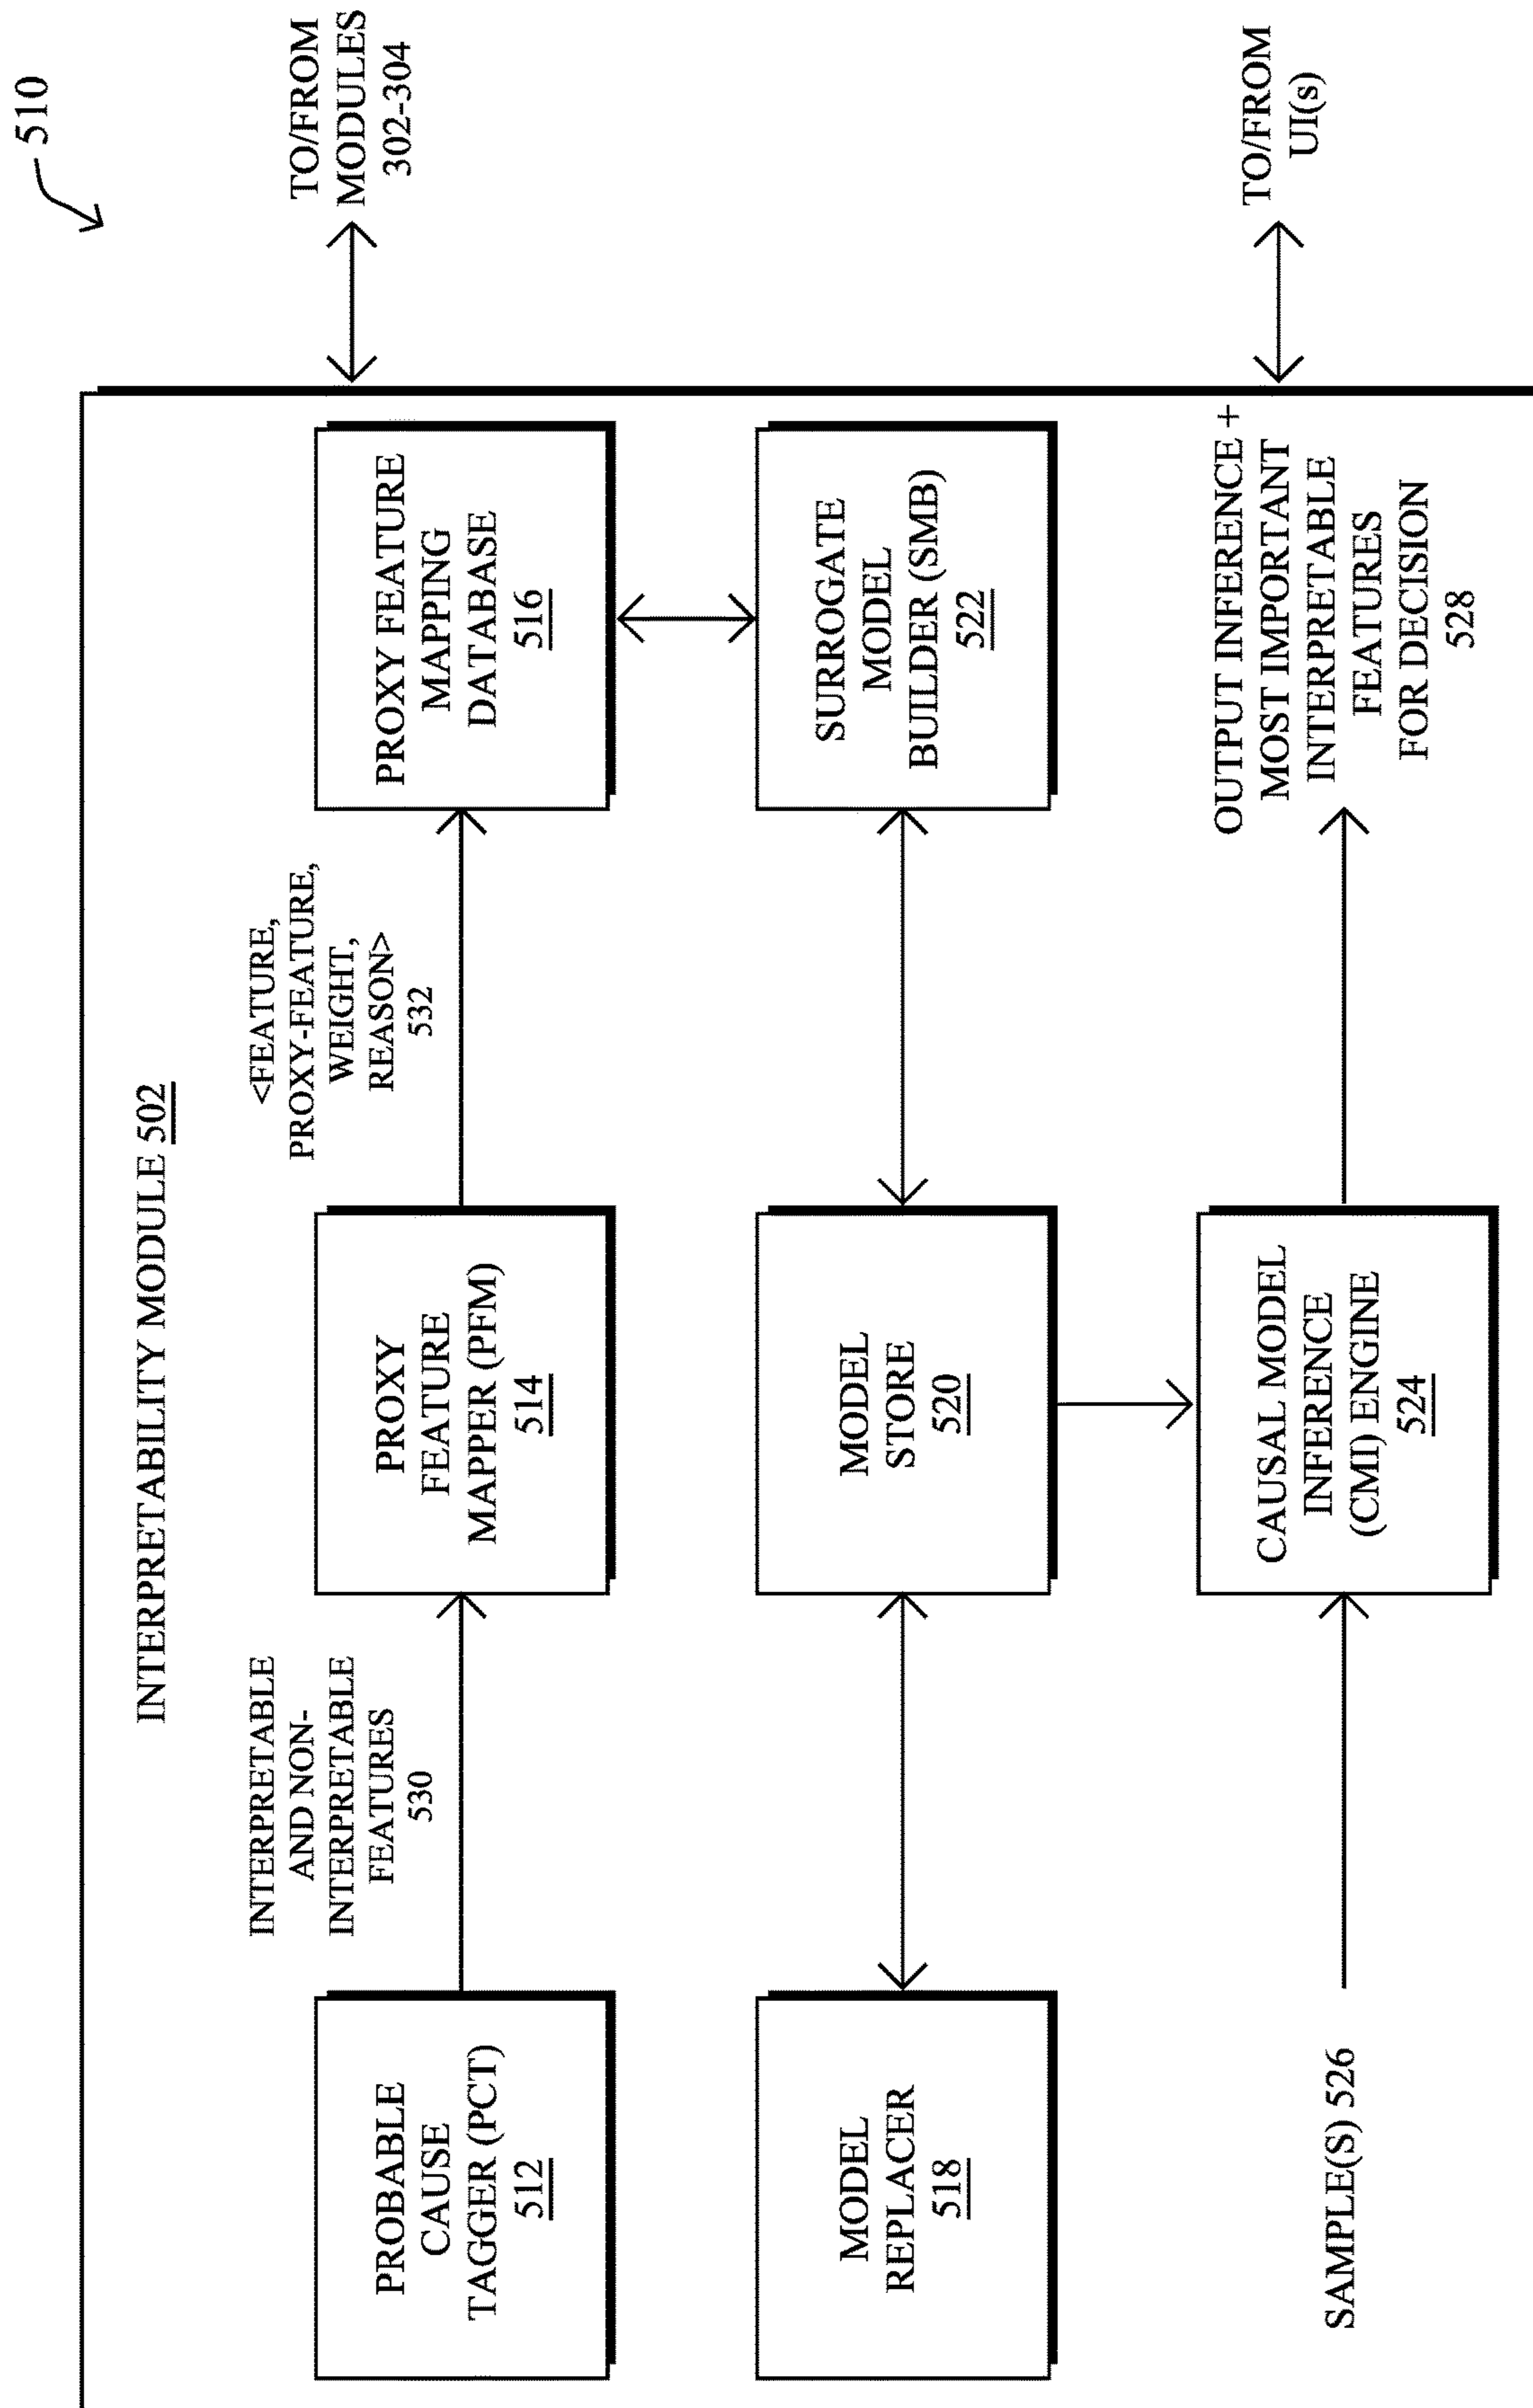 510
INTERPRETABILITY MODULE 502
TO/FROM
MODULES
302-304
PROBABLE
CAUSE
TAGGER (PCT)
512
INTERPRETABLE
AND NON-
INTERPRETABLE
FEATURES
530
PROXY
FEATURE
MAPPER (PFM)
514
<FEATURE,
PROXY-FEATURE,
WEIGHT,
REASON>
532
PROXY FEATURE
MAPPING
DATABASE
516
MODEL
REPLACER
518
MODEL
STORE
520
SURROGATE
MODEL
BUILDER (SMB)
522
SAMPLE(S) 526
CAUSAL MODEL
INFERENCE
(CMI) ENGINE
524
OUTPUT INFERENCE +
MOST IMPORTANT
INTERPRETABLE
FEATURES
FOR DECISION
528
TO/FROM
UI(s)